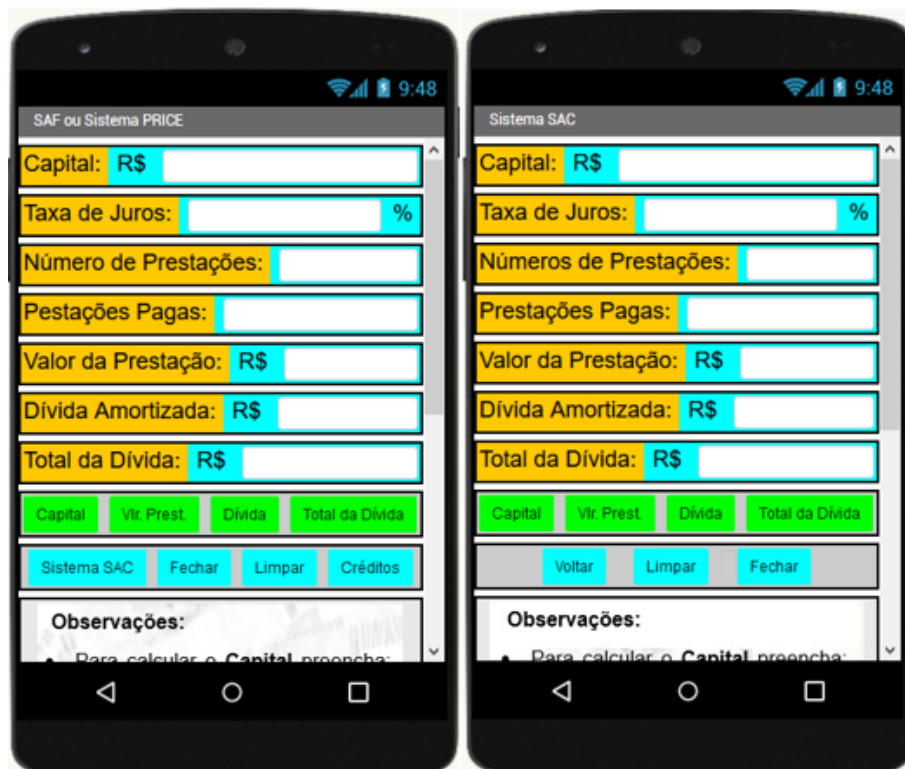 9:48
SAF ou Sistema PRICE
Capital: R$
Taxa de Juros: %
Número de Prestações:
Pestações Pagas:
Valor da Prestação: R$
Dívida Amortizada: R$
Total da Dívida: R$
Capital Vlr. Prest. Dívida Total da Dívida
Sistema SAC Fechar Limpar Créditos
Observações:
• Para calcular o Capital preencha:
9:48
Sistema SAC
Capital: R$
Taxa de Juros: %
Números de Prestações:
Prestações Pagas:
Valor da Prestação: R$
Dívida Amortizada: R$
Total da Dívida: R$
Capital Vlr. Prest. Dívida Total da Dívida
Voltar Limpar Fechar
Observações:
• Para calcular o Capital preencha: